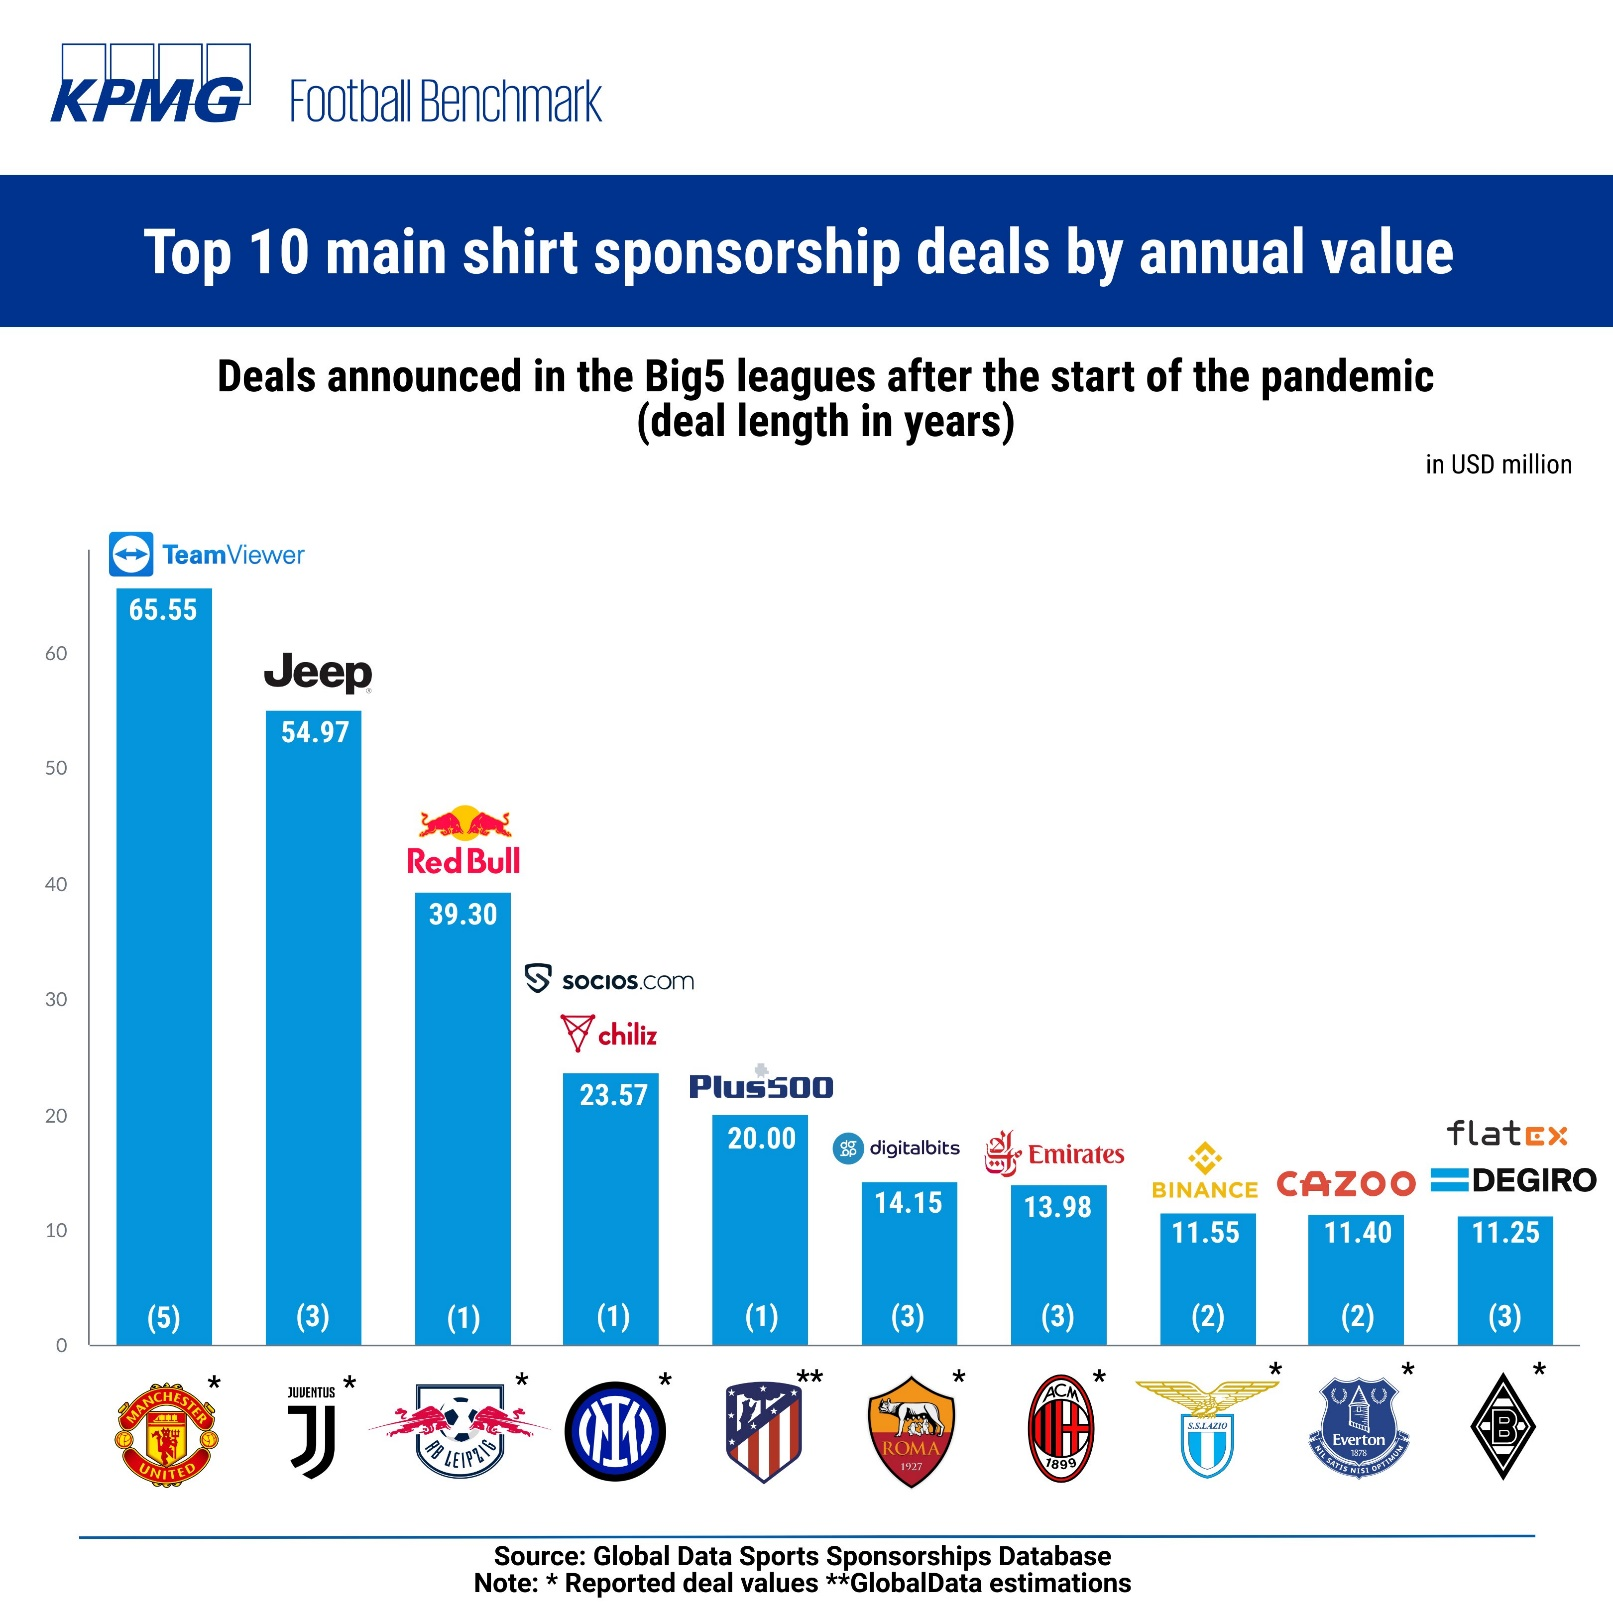 KPMG Football Benchmark
Top 10 main shirt sponsorship deals by annual value
Deals announced in the Big5 leagues after the start of the pandemic
(deal length in years)
in USD million
TeamViewer
65.55
60
Jeep
54.97
50
Red Bull
40
39.30
socios.com
30
chiliz
23.57
Plus500
20
20.00
digitalbits
14.15
Emirates
13.98
BINANCE
11.55
CAZOO
11.40
flatex
DEGIRO
11.25
10
(5) (3) (1) (1) (1) (3) (3) (2) (2) (3)
0
* * * * ** * * * * *
MANCHESTER
UNITED
JUVENTUS
RB LEIPZIG
ROMA
1927
ACM
1899
S.S.LAZIO
Everton
1878
NIL SATIS NISI OPTIMUM
B
Source: Global Data Sports Sponsorships Database
Note: * Reported deal values **GlobalData estimations